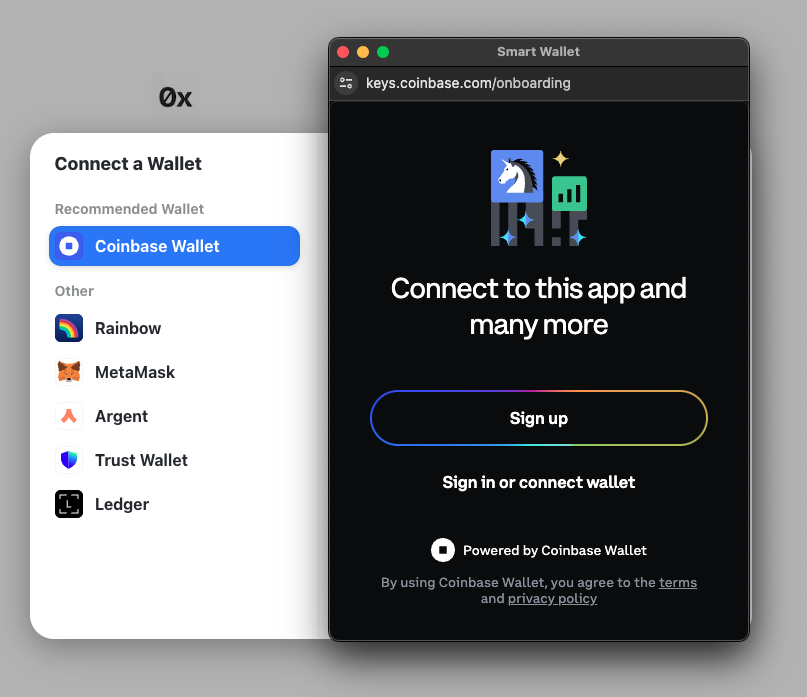 0x
Connect a Wallet
Recommended Wallet
Coinbase Wallet
Other
Rainbow
MetaMask
Argent
Trust Wallet
Ledger
Smart Wallet
keys.coinbase.com/onboarding
Connect to this app and
many more
Sign up
Sign in or connect wallet
Powered by Coinbase Wallet
By using Coinbase Wallet, you agree to the terms
and privacy policy